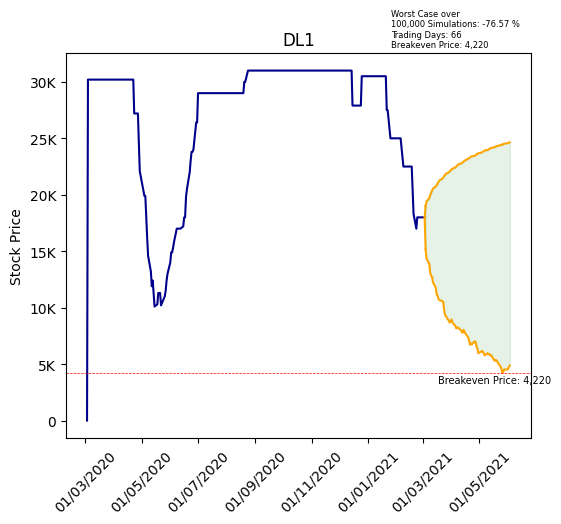 Worst Case over
100,000 Simulations: -76.57 %
Trading Days: 66
Breakeven Price: 4,220
DL1
Stock Price
30K
25K
20K
15K
10K
5K
0
Breakeven Price: 4,220
01/03/2020
01/05/2020
01/07/2020
01/09/2020
01/11/2020
01/01/2021
01/03/2021
01/05/2021